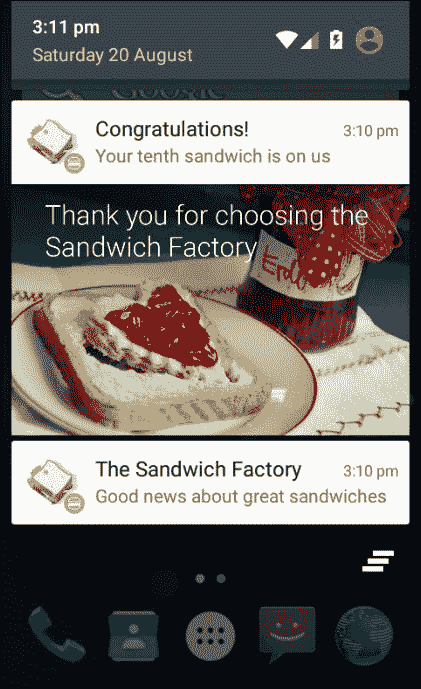 3:11 pm
Saturday 20 August
Google
Congratulations!
3:10 pm
Your tenth sandwich is on us
Thank you for choosing the
Sandwich Factory
The Sandwich Factory
3:10 pm
Good news about great sandwiches